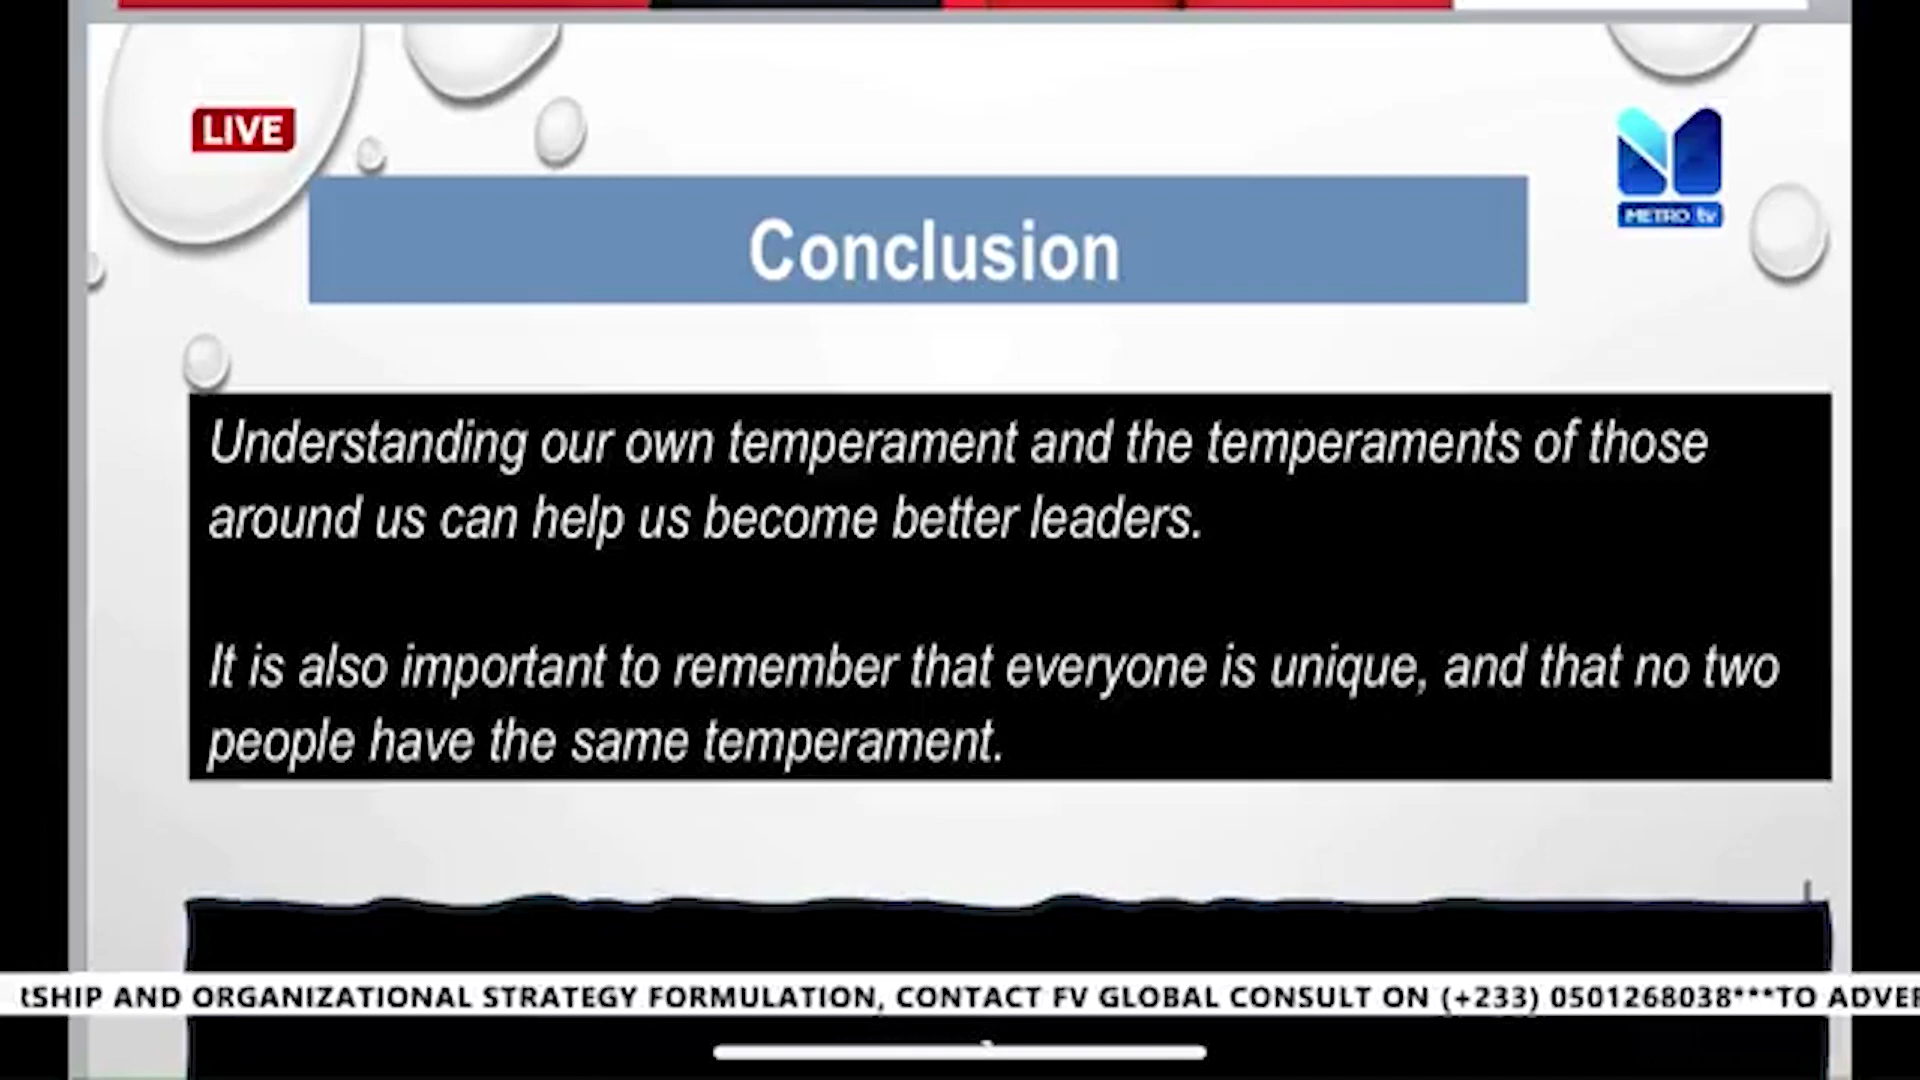 LIVE
METRO tv
Conclusion
Understanding our own temperament and the temperaments of those
around us can help us become better leaders.
It is also important to remember that everyone is unique, and that no two
people have the same temperament.
SHIP AND ORGANIZATIONAL STRATEGY FORMULATION, CONTACT FV GLOBAL CONSULT ON (+233) 0501268038***TO